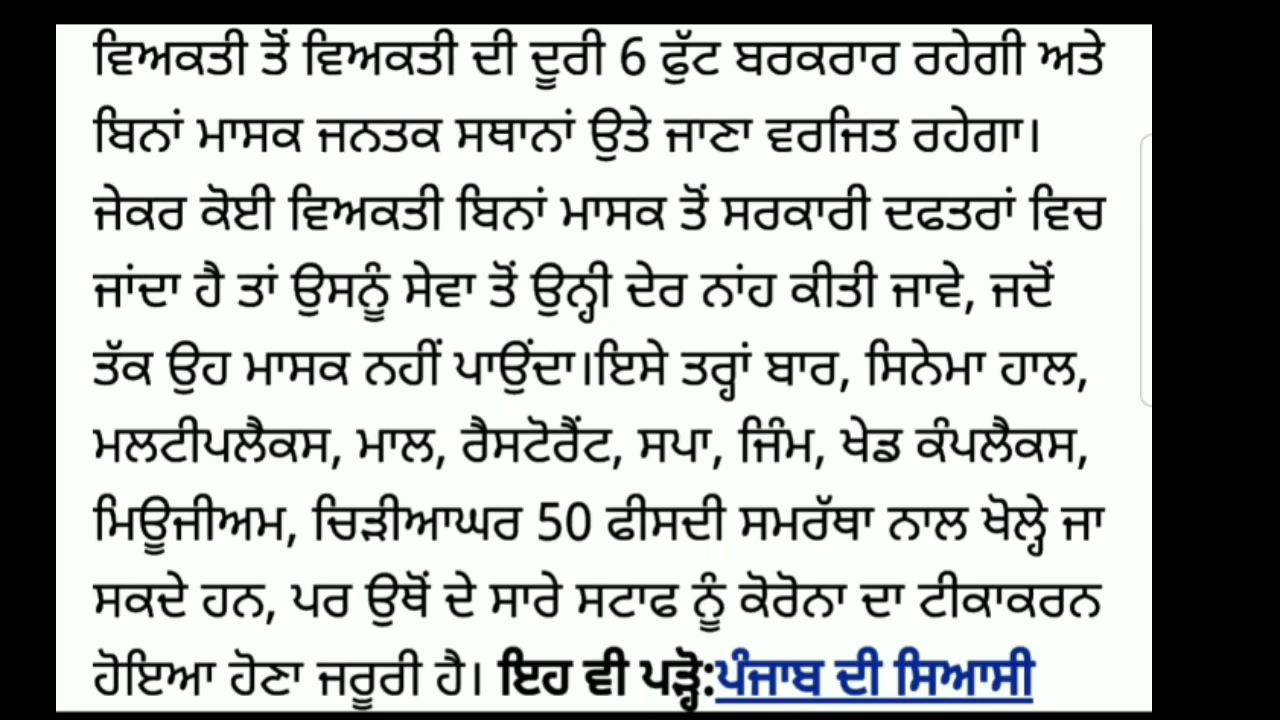 ਵਿਅਕਤੀ ਤੋਂ ਵਿਅਕਤੀ ਦੀ ਦੂਰੀ 6 ਫੁੱਟ ਬਰਕਰਾਰ ਰਹੇਗੀ ਅਤੇ
ਬਿਨਾਂ ਮਾਸਕ ਜਨਤਕ ਸਥਾਨਾਂ ਉਤੇ ਜਾਣਾ ਵਰਜਿਤ ਰਹੇਗਾ।
ਜੇਕਰ ਕੋਈ ਵਿਅਕਤੀ ਬਿਨਾਂ ਮਾਸਕ ਤੋਂ ਸਰਕਾਰੀ ਦਫਤਰਾਂ ਵਿਚ
ਜਾਂਦਾ ਹੈ ਤਾਂ ਉਸਨੂੰ ਸੇਵਾ ਤੋਂ ਉਨ੍ਹੀ ਦੇਰ ਨਾਂਹ ਕੀਤੀ ਜਾਵੇ, ਜਦੋਂ
ਤੱਕ ਉਹ ਮਾਸਕ ਨਹੀਂ ਪਾਉਂਦਾ।ਇਸੇ ਤਰ੍ਹਾਂ ਬਾਰ, ਸਿਨੇਮਾ ਹਾਲ,
ਮਲਟੀਪਲੈਕਸ, ਮਾਲ, ਰੈਸਟੋਰੈਂਟ, ਸਪਾ, ਜਿੰਮ, ਖੇਡ ਕੰਪਲੈਕਸ,
ਮਿਊਜੀਅਮ, ਚਿੜੀਆਘਰ 50 ਫੀਸਦੀ ਸਮਰੱਥਾ ਨਾਲ ਖੋਲ੍ਹੇ ਜਾ
ਸਕਦੇ ਹਨ, ਪਰ ਉਥੋਂ ਦੇ ਸਾਰੇ ਸਟਾਫ ਨੂੰ ਕੋਰੋਨਾ ਦਾ ਟੀਕਾਕਰਨ
ਹੋਇਆ ਹੋਣਾ ਜਰੂਰੀ ਹੈ। ਇਹ ਵੀ ਪੜ੍ਹੋ:ਪੰਜਾਬ ਦੀ ਸਿਆਸੀ